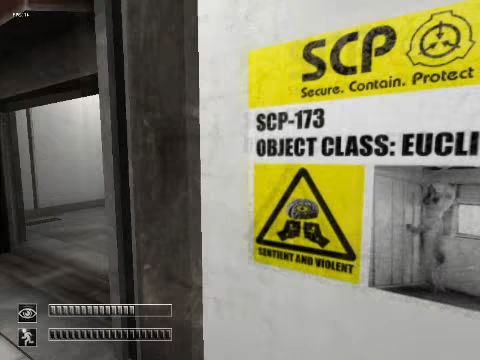 SCP
Secure. Contain. Protect
SCP-173
OBJECT CLASS: EUCLI
SENTIENT AND VIOLENT